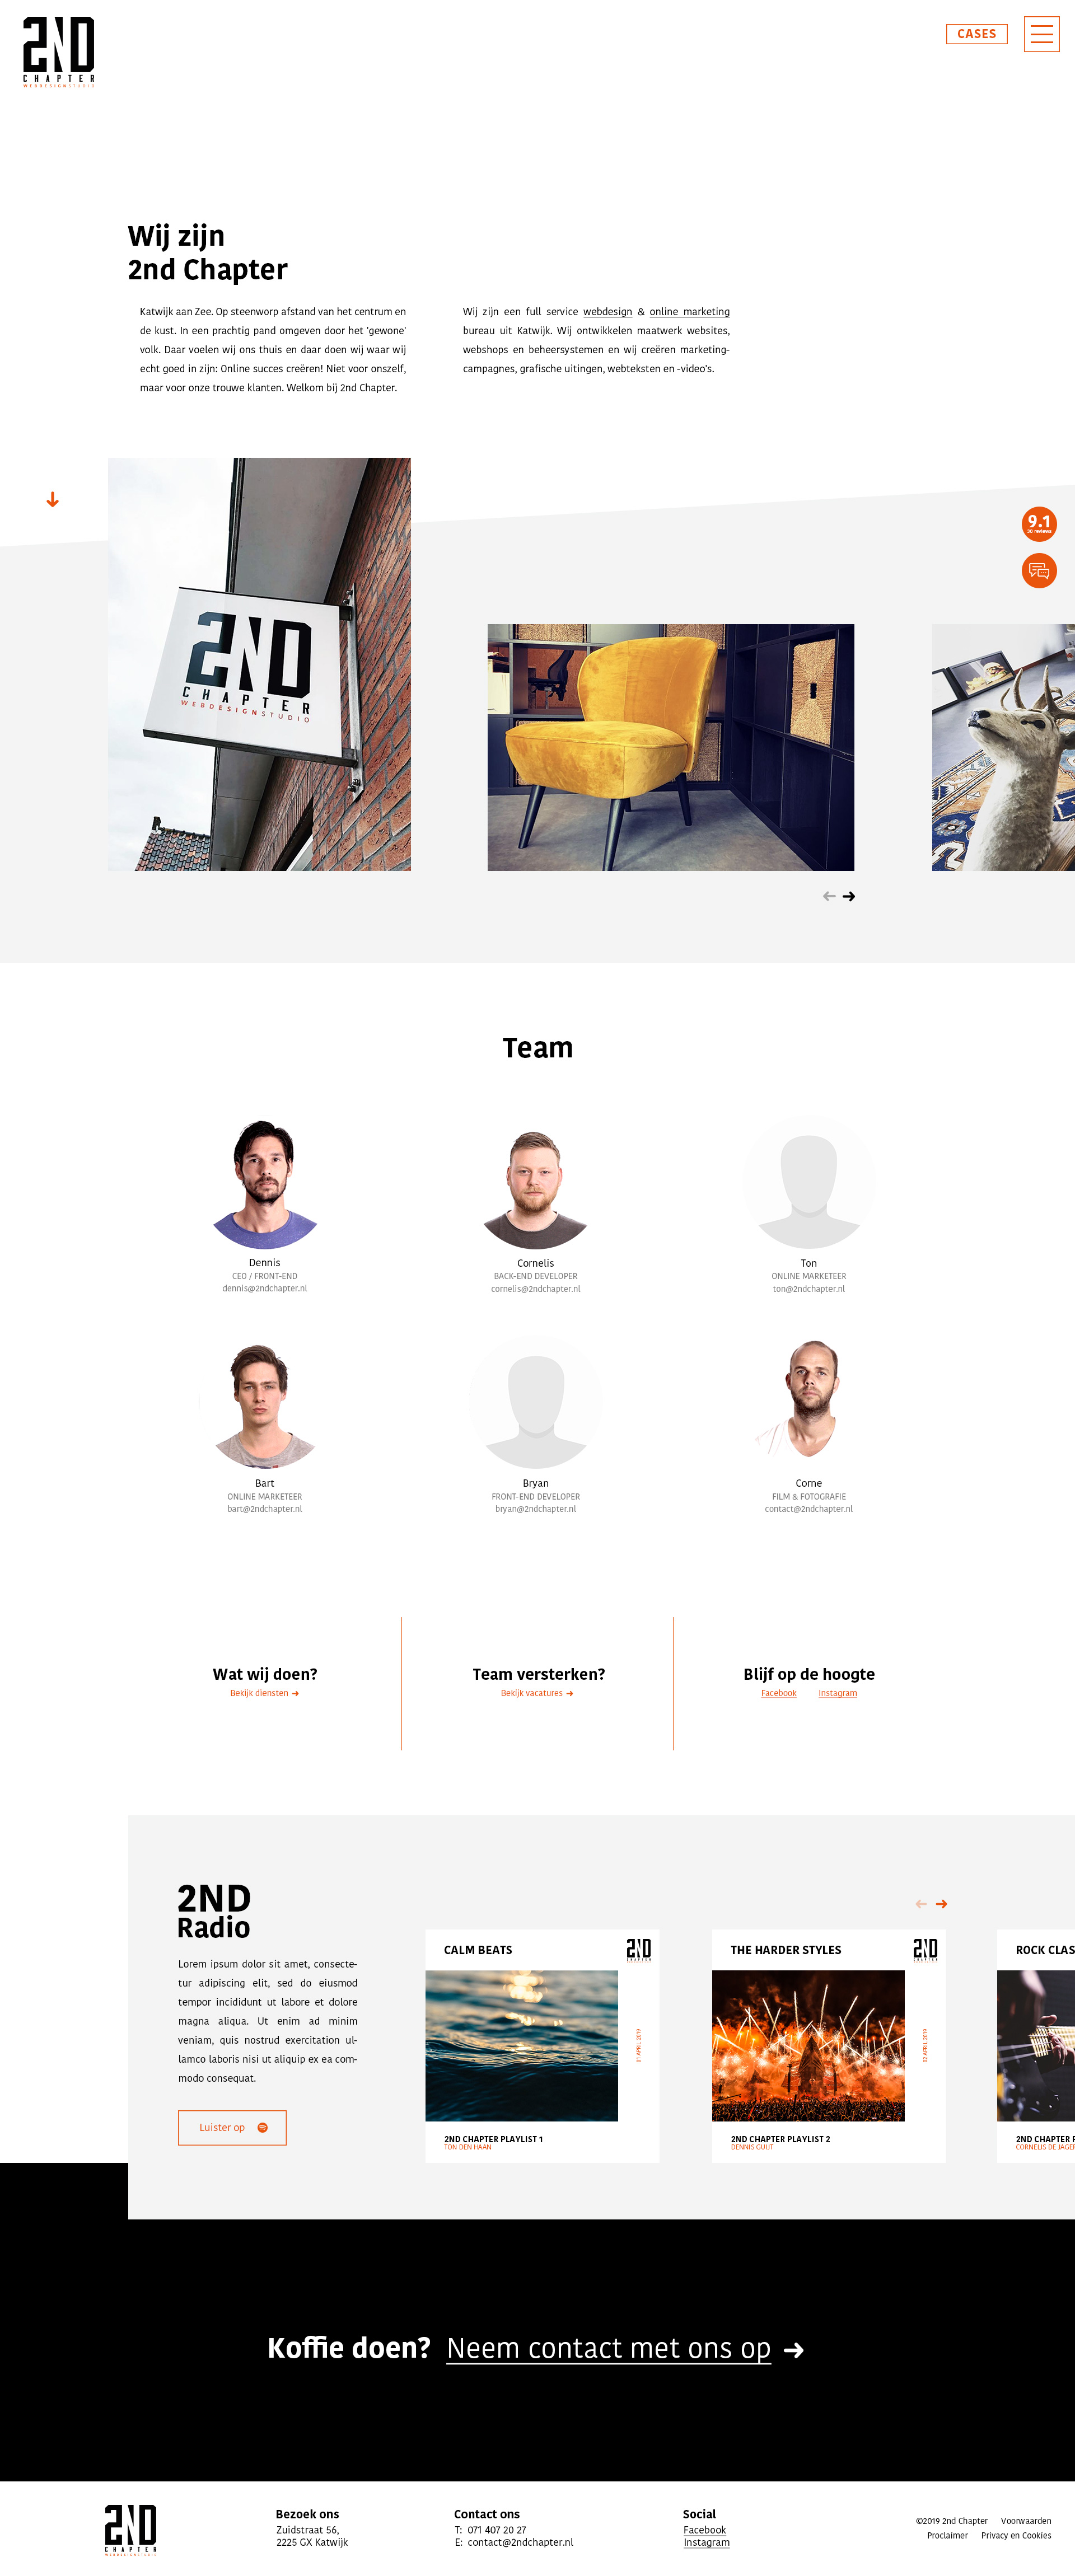 2ND
CHAPTER
WEBDESIGNSTUDIO
CASES
Wij zijn
2nd Chapter
Katwijk aan Zee. Op steenworp afstand van het centrum en
de kust. In een prachtig pand omgeven door het 'gewone'
volk. Daar voelen wij ons thuis en daar doen wij waar wij
echt goed in zijn: Online succes creëren! Niet voor onszelf,
maar voor onze trouwe klanten. Welkom bij 2nd Chapter.
Wij zijn een full service webdesign & online marketing
bureau uit Katwijk. Wij ontwikkelen maatwerk websites,
webshops en beheersystemen en wij creëren marketing-
campagnes, grafische uitingen, webteksten en -video's.
9.1
30 reviews
2ND
CHAPTER
WEBDESIGNSTUDIO
Team
Dennis
CEO / FRONT-END
dennis@2ndchapter.nl
Cornelis
BACK-END DEVELOPER
cornelis@2ndchapter.nl
Ton
ONLINE MARKETEER
ton@2ndchapter.nl
Bart
ONLINE MARKETEER
bart@2ndchapter.nl
Bryan
FRONT-END DEVELOPER
bryan@2ndchapter.nl
Corne
FILM & FOTOGRAFIE
contact@2ndchapter.nl
Wat wij doen?
Bekijk diensten
Team versterken?
Bekijk vacatures
Blijf op de hoogte
Facebook Instagram
2ND
Radio
Lorem ipsum dolor sit amet, consecte-
tur adipiscing elit, sed do eiusmod
tempor incididunt ut labore et dolore
magna aliqua. Ut enim ad minim
veniam, quis nostrud exercitation ul-
lamco laboris nisi ut aliquip ex ea com-
modo consequat.
Luister op
CALM BEATS
2ND
CHAPTER
01 APRIL 2019
2ND CHAPTER PLAYLIST 1
TON DEN HAAN
THE HARDER STYLES
2ND
CHAPTER
02 APRIL 2019
2ND CHAPTER PLAYLIST 2
DENNIS GUIJT
ROCK CLAS
2ND CHAPTER P
CORNELIS DE JAGER
Koffie doen? Neem contact met ons op
2ND
CHAPTER
WEBDESIGNSTUDIO
Bezoek ons
Zuidstraat 56,
2225 GX Katwijk
Contact ons
T: 071 407 20 27
E: contact@2ndchapter.nl
Social
Facebook
Instagram
©2019 2nd Chapter Voorwaarden
Proclaimer Privacy en Cookies